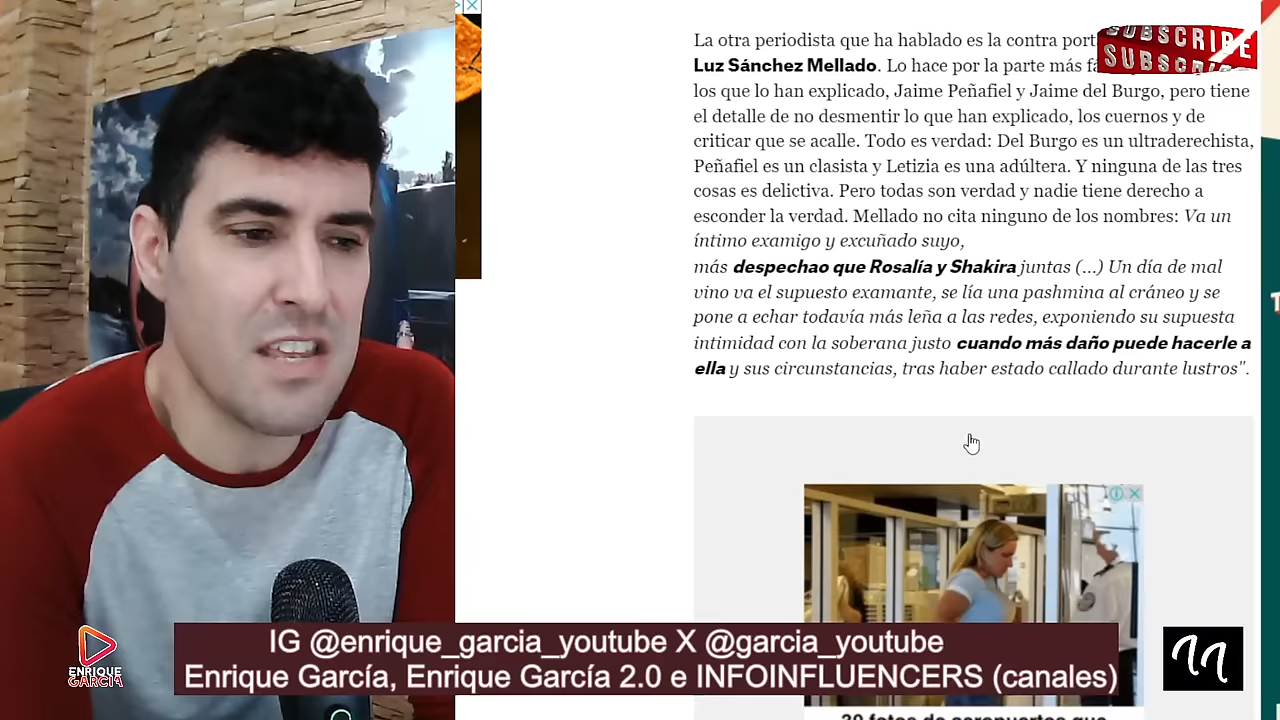 La otra periodista que ha hablado es la contra
SUBSCRIBE
SUBSCRIBE
Luz Sánchez Mellado. Lo hace por la parte más
los que lo han explicado, Jaime Peñafiel y Jaime del Burgo, pero tiene
el detalle de no desmentir lo que han explicado, los cuernos y de
criticar que se acalle. Todo es verdad: Del Burgo es un ultraderechista,
Peñafiel es un clasista y Letizia es una adúltera. Y ninguna de las tres
cosas es delictiva. Pero todas son verdad y nadie tiene derecho a
esconder la verdad. Mellado no cita ninguno de los nombres: Va un
íntimo examigo y excuñado suyo,
más despechao que Rosalía y Shakira juntas (...) Un día de mal
vino va el supuesto examante, se lía una pashmina al cráneo y se
pone a echar todavía más leña a las redes, exponiendo su supuesta
intimidad con la soberana justo cuando más daño puede hacerle a
ella y sus circunstancias, tras haber estado callado durante lustros".
IG @enrique_garcia_youtube X @garcia_youtube
Enrique García, Enrique García 2.0 e INFOINFLUENCERS (canales)
ENRIQUE
GARCÍA
30 fotos de aeropuertos que